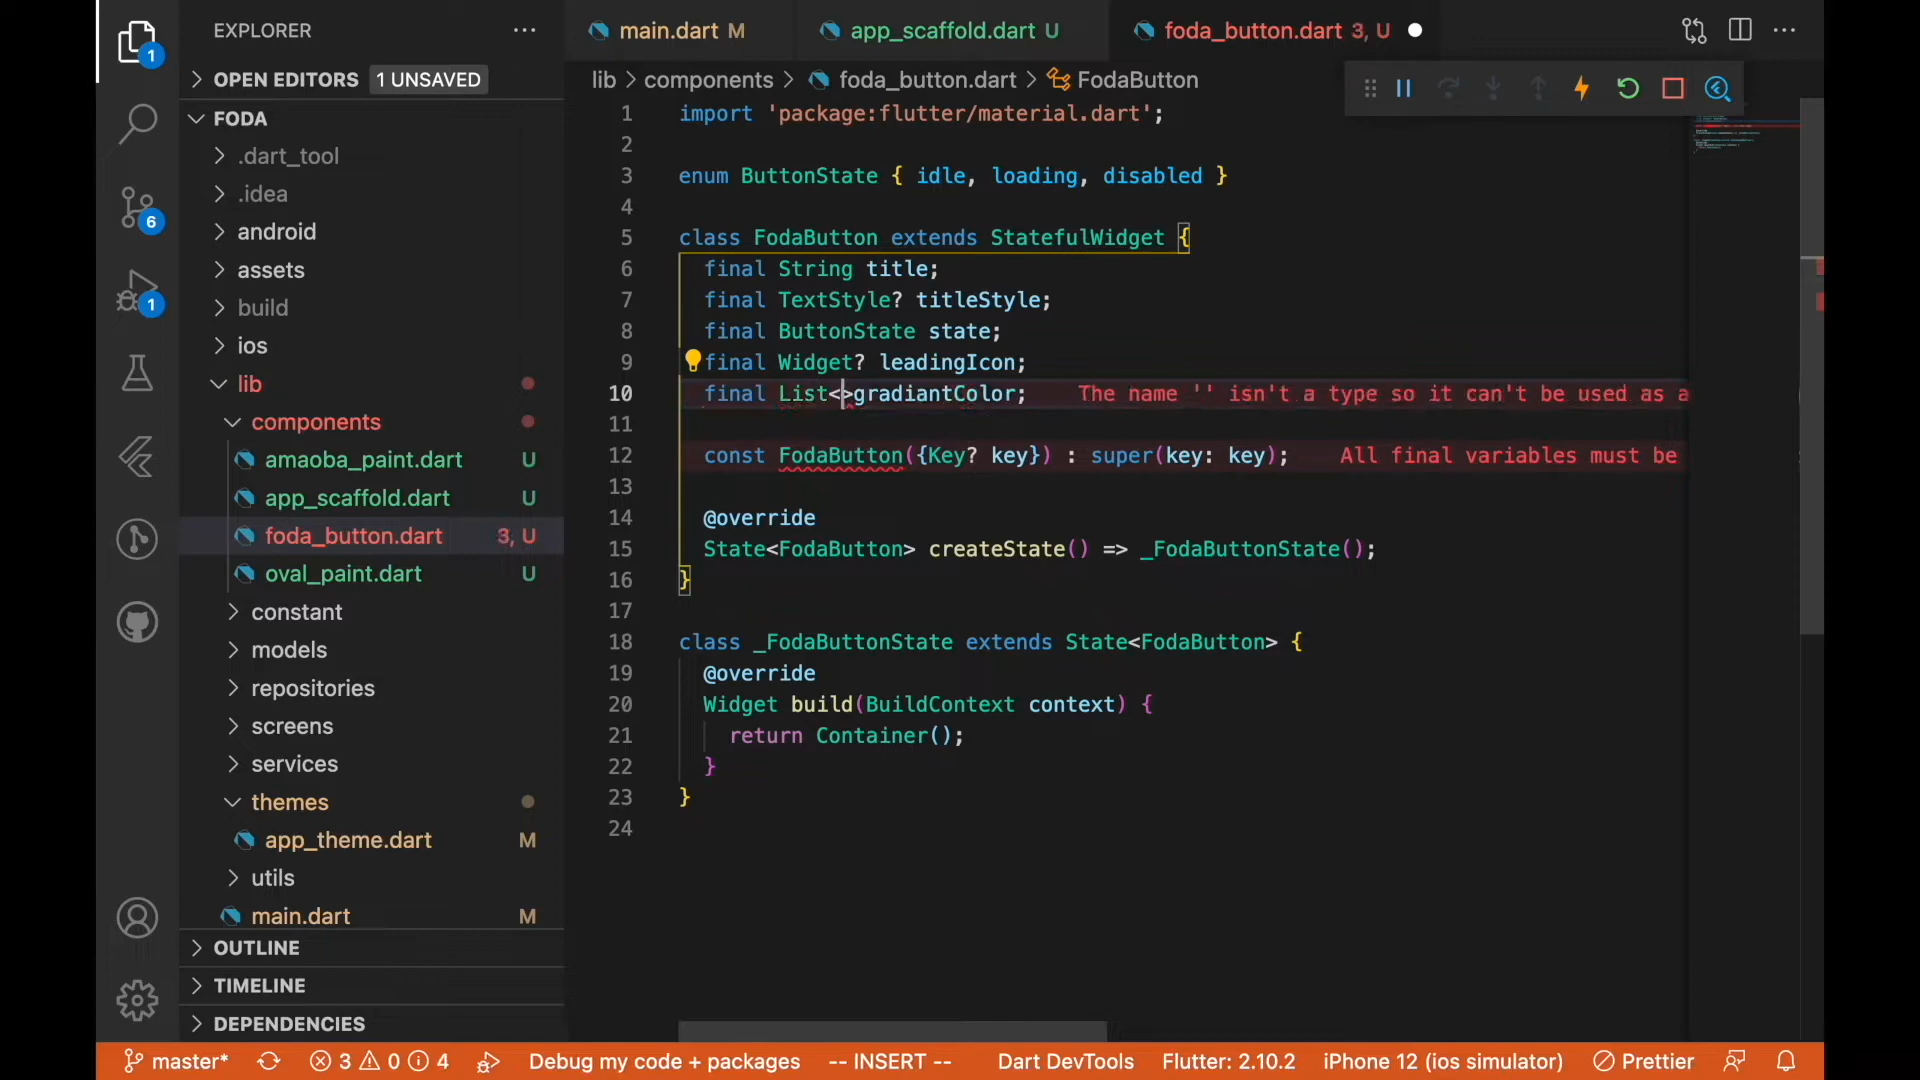 EXPLORER
OPEN EDITORS 1 UNSAVED
FODA
.dart_tool
.idea
android
assets
build
ios
lib
components
amaoba_paint.dart U
app_scaffold.dart U
foda_button.dart 3, U
oval_paint.dart U
constant
models
repositories
screens
services
themes
app_theme.dart M
utils
main.dart M
OUTLINE
TIMELINE
DEPENDENCIES
1
6
1
main.dart M
app_scaffold.dart U
foda_button.dart 3, U
lib > components > foda_button.dart > FodaButton
1 import 'package:flutter/material.dart';
2
3 enum ButtonState { idle, loading, disabled }
4
5 class FodaButton extends StatefulWidget {
6 final String title;
7 final TextStyle? titleStyle;
8 final ButtonState state;
9 final Widget? leadingIcon;
10 final List<>gradiantColor; The name '' isn't a type so it can't be used as a
11
12 const FodaButton({Key? key}) : super(key: key); All final variables must be
13
14 @override
15 State<FodaButton> createState() => _FodaButtonState();
16 }
17
18 class _FodaButtonState extends State<FodaButton> {
19 @override
20 Widget build(BuildContext context) {
21 return Container();
22 }
23 }
24
master* 3 0 4 Debug my code + packages -- INSERT -- Dart DevTools Flutter: 2.10.2 iPhone 12 (ios simulator) Prettier